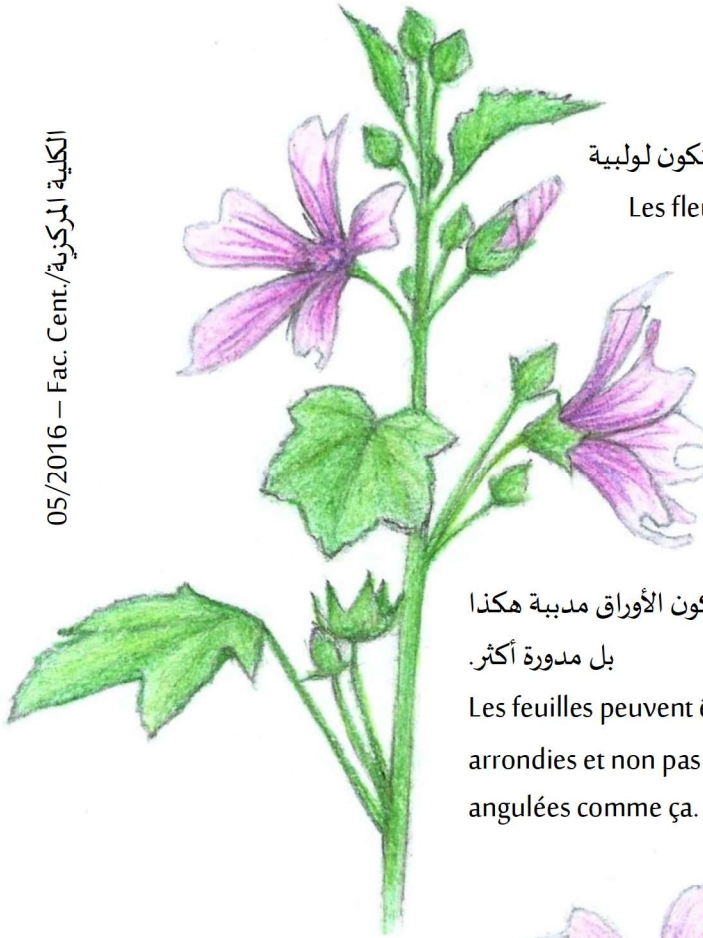 الكلية المركزية/.05/2016 – Fac. Cent
تكون لولبية
Les fleu
كون الأوراق مدببة هكذا
بل مدورة أكثر.
Les feuilles peuvent ê
arrondies et non pas
angulées comme ça.